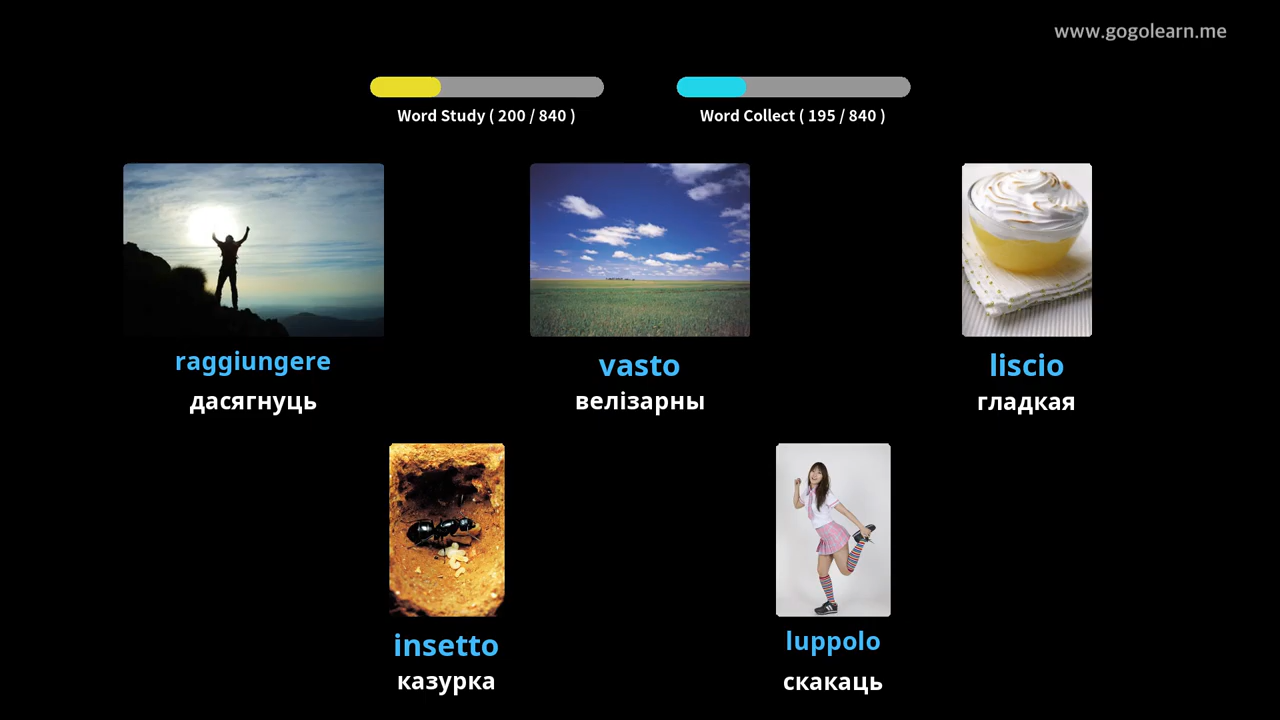 www.gogolearn.me
Word Study ( 200 / 840 )
Word Collect ( 195 / 840 )
raggiungere
дасягнуць
vasto
велізарны
liscio
гладкая
insetto
казурка
luppolo
скакаць